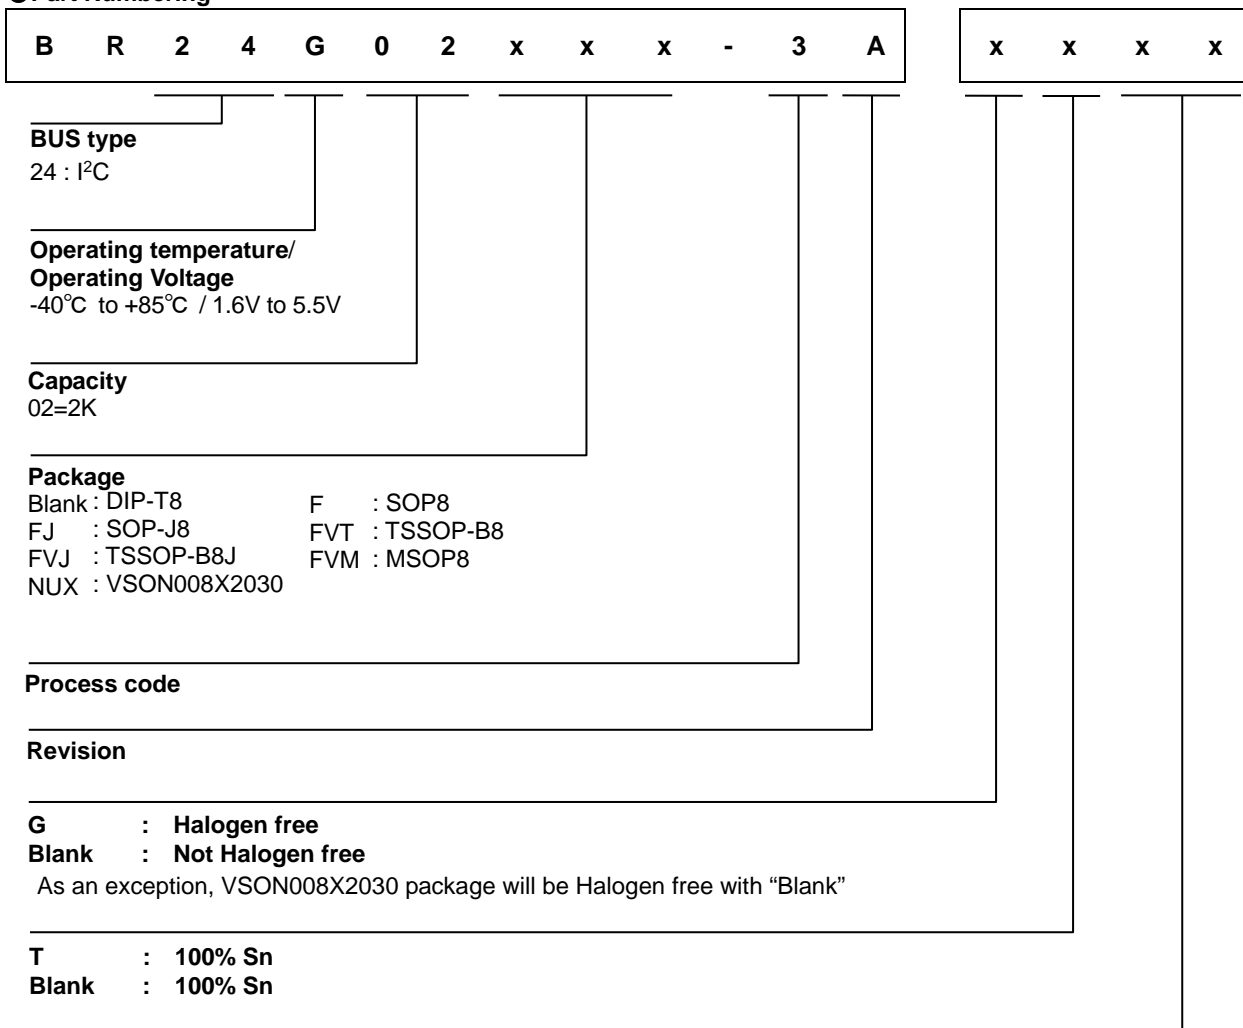 B R 2 4 G 0 2 x x x - 3 A x x x x
BUS type
24 : I²C
Operating temperature/
Operating Voltage
-40℃ to +85℃ / 1.6V to 5.5V
Capacity
02=2K
Package
Blank : DIP-T8 F : SOP8
FJ : SOP-J8 FVT : TSSOP-B8
FVJ : TSSOP-B8J FVM : MSOP8
NUX : VSON008X2030
Process code
Revision
G : Halogen free
Blank : Not Halogen free
As an exception, VSON008X2030 package will be Halogen free with “Blank”
T : 100% Sn
Blank : 100% Sn